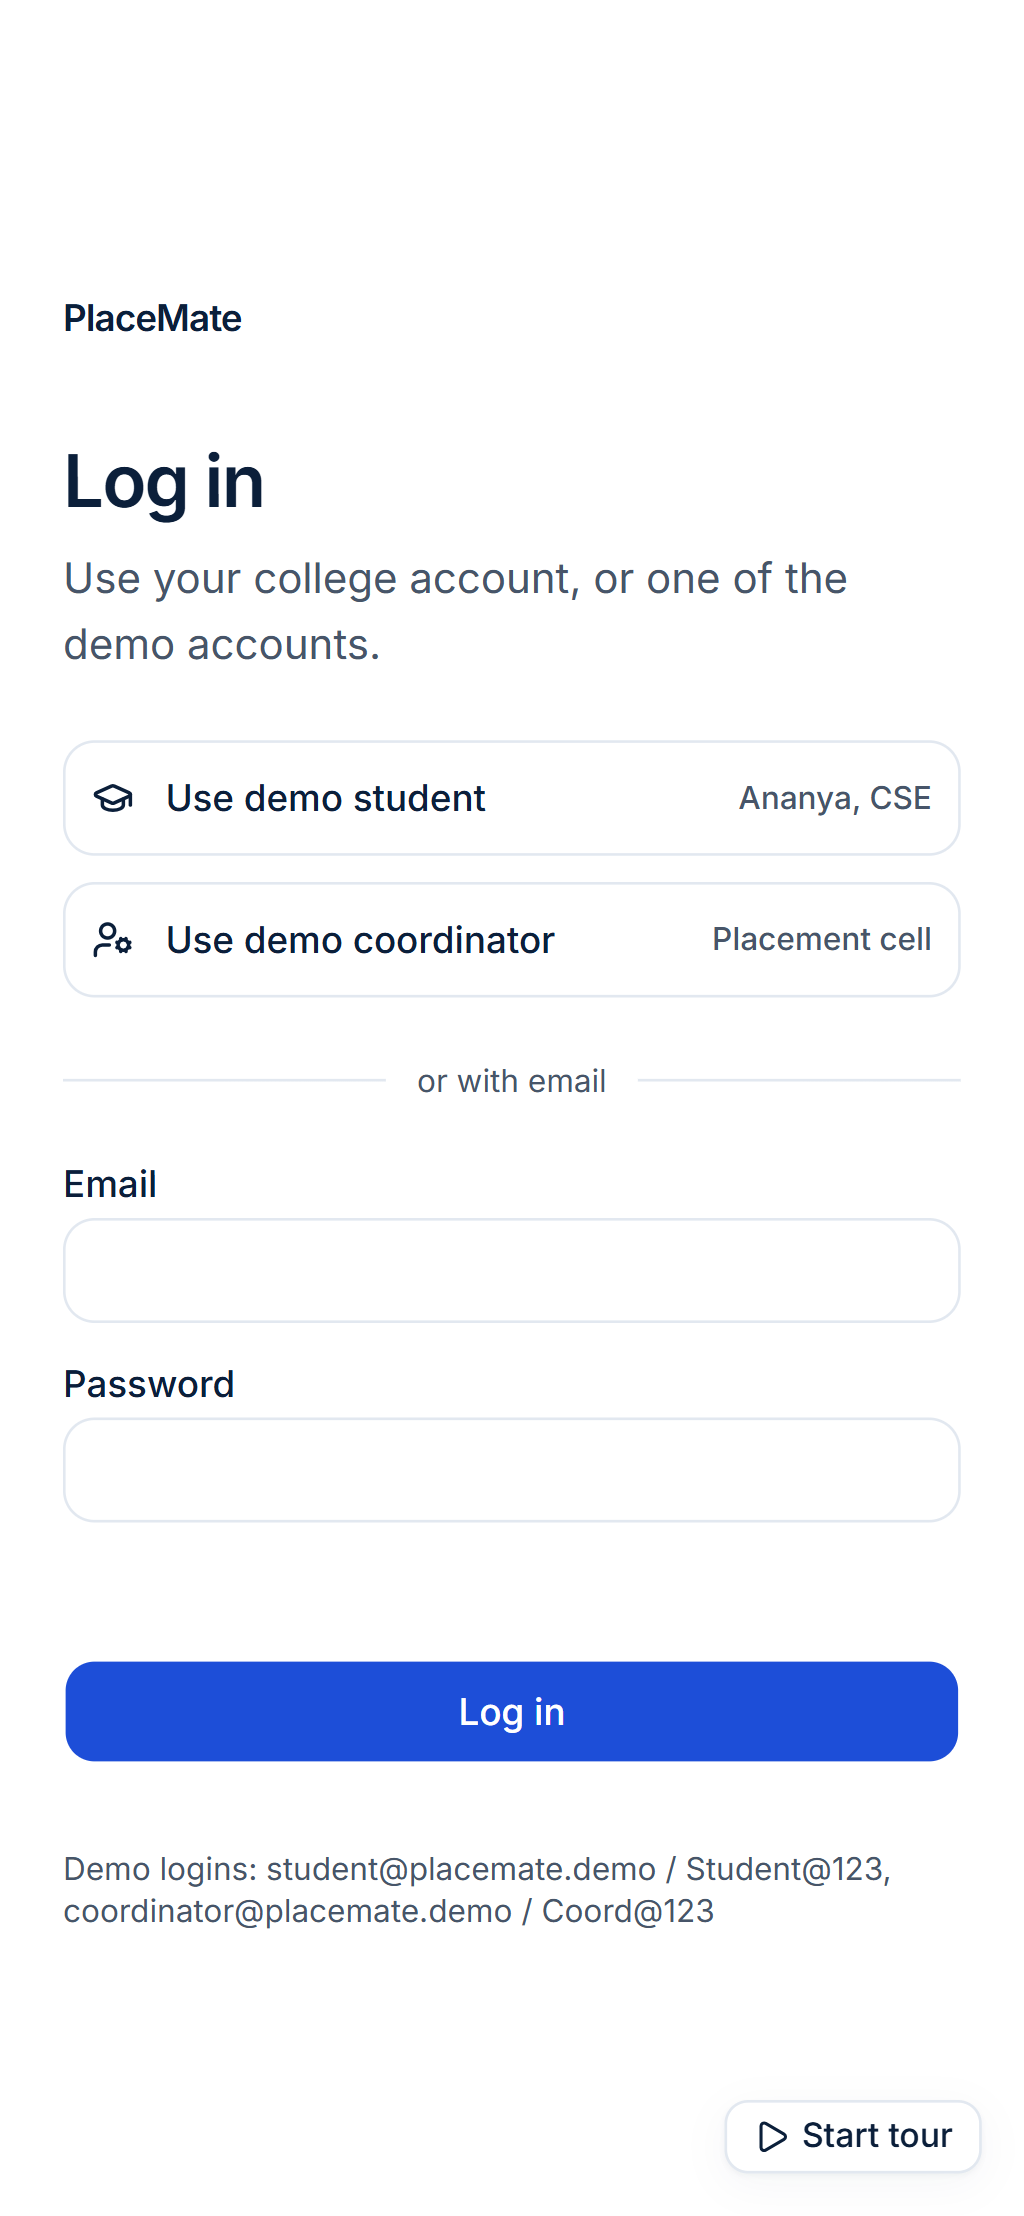 PlaceMate
Log in
Use your college account, or one of the
demo accounts.
Use demo student
Ananya, CSE
Use demo coordinator
Placement cell
or with email
Email
Password
Log in
Demo logins: student@placemate.demo / Student@123,
coordinator@placemate.demo / Coord@123
Start tour